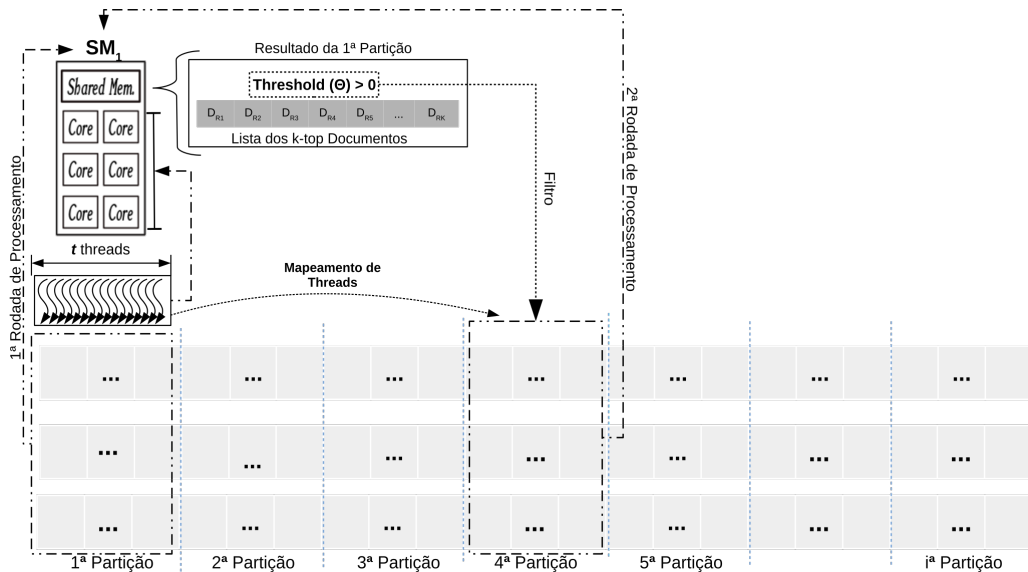 SM1
Resultado da 1ª Partição
Shared Mem.
Threshold (Θ) > 0
DR1 DR2 DR3 DR4 DR5 ... DRK
Lista dos k-top Documentos
Core Core
Core Core
Core Core
t threads
1ª Rodada de Processamento
Mapeamento de
Threads
Filtro
2ª Rodada de Processamento
... ... ... ... ... ... ...
... ... ... ... ... ... ...
... ... ... ... ... ... ...
1ª Partição 2ª Partição 3ª Partição 4ª Partição 5ª Partição iª Partição